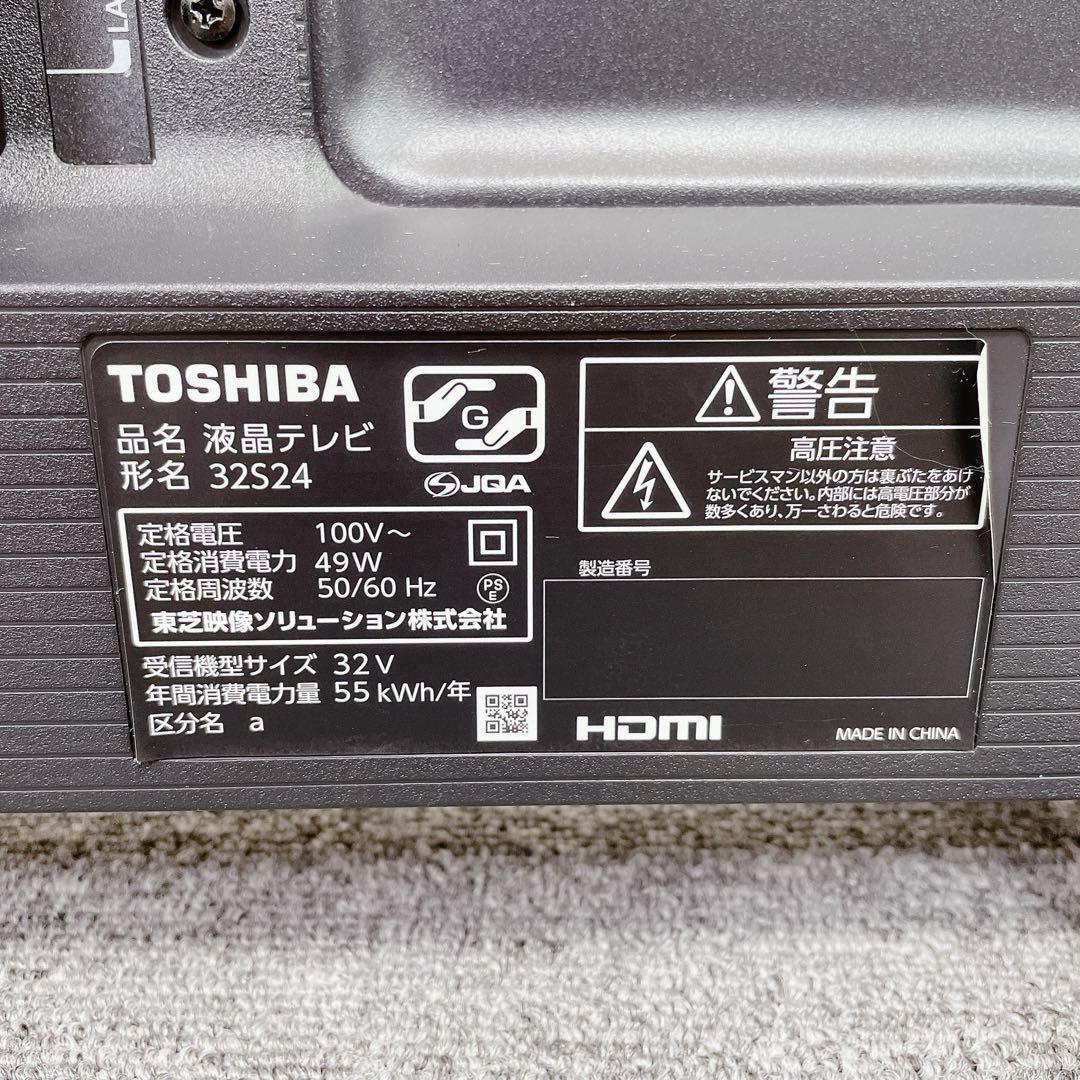 LA
TOSHIBA
品名 液晶テレビ
形名 32S24
G
JQA
定格電圧 100V～
定格消費電力 49W
定格周波数 50/60 Hz
PS
E
東芝映像ソリューション株式会社
受信機型サイズ 32V
年間消費電力量 55kWh/年
区分名 a
警告
高圧注意
サービスマン以外の方は裏ぶたをあけ
ないでください。内部には高電圧部分が
数多くあり、万一さわると危険です。
製造番号
HDMI
MADE IN CHINA